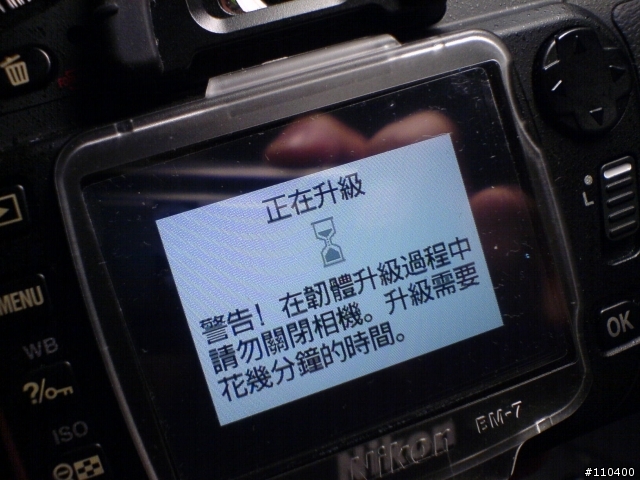 正在升級
警告！在韌體升級過程中
請勿關閉相機。升級需要
花幾分鐘的時間。
MENU
WB
?/
ISO
L
OK
Nikon
BM-7
#110400